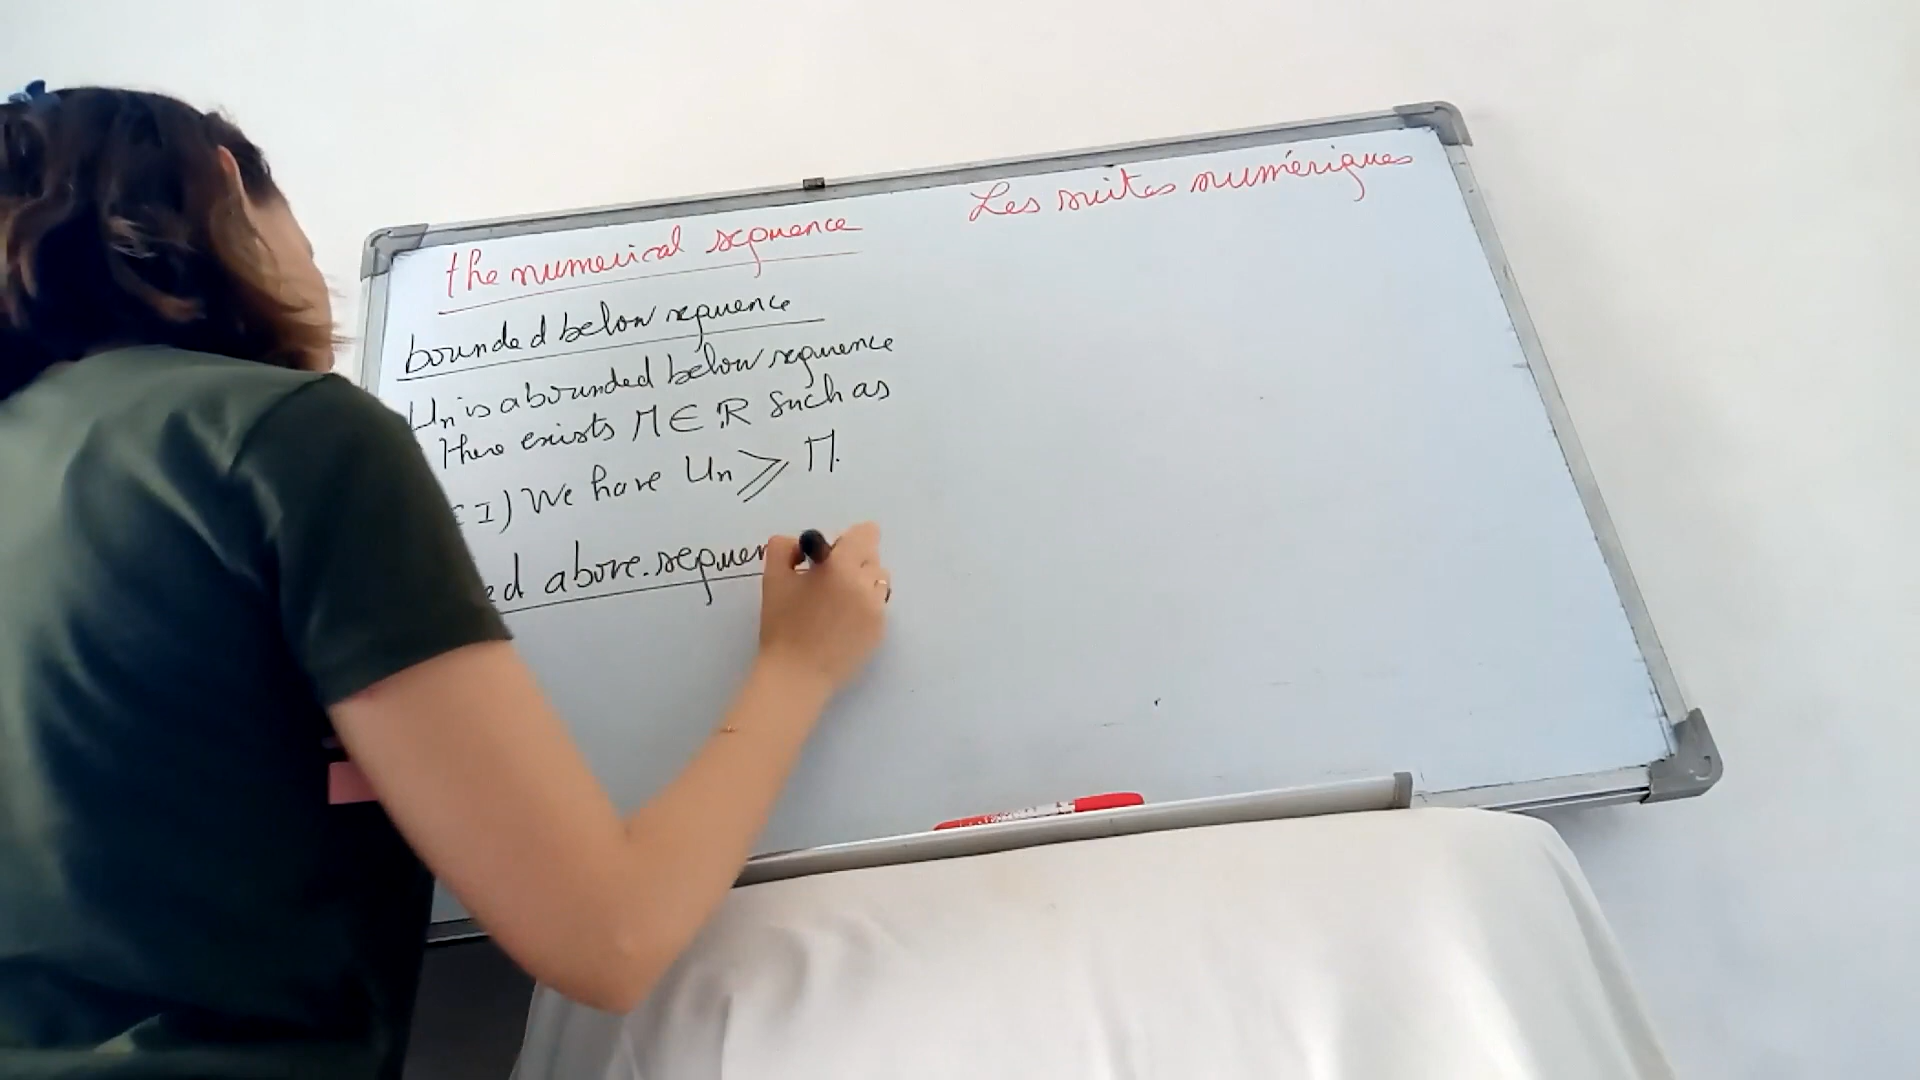 Les suites numériques
the numerical sequence
bounded below sequence
Un is a bounded below sequence
there exists M ∈ ℝ such as
I) We have Un ⩾ M.
ed above sequen